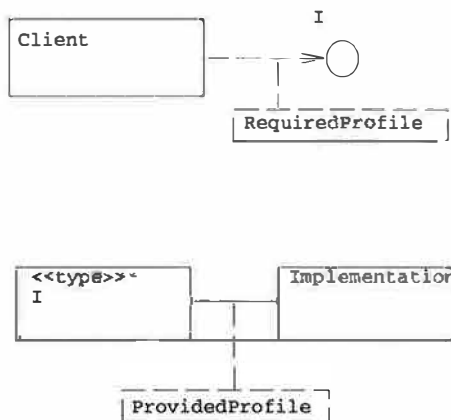 I
Client
RequiredProfile
<<type>>
I
Implementation
ProvidedProfile